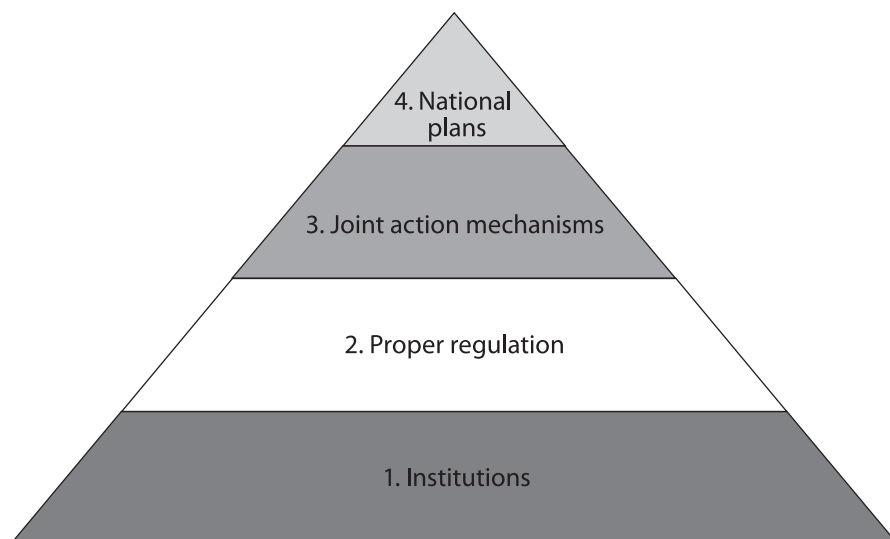 4. National
plans
3. Joint action mechanisms
2. Proper regulation
1. Institutions